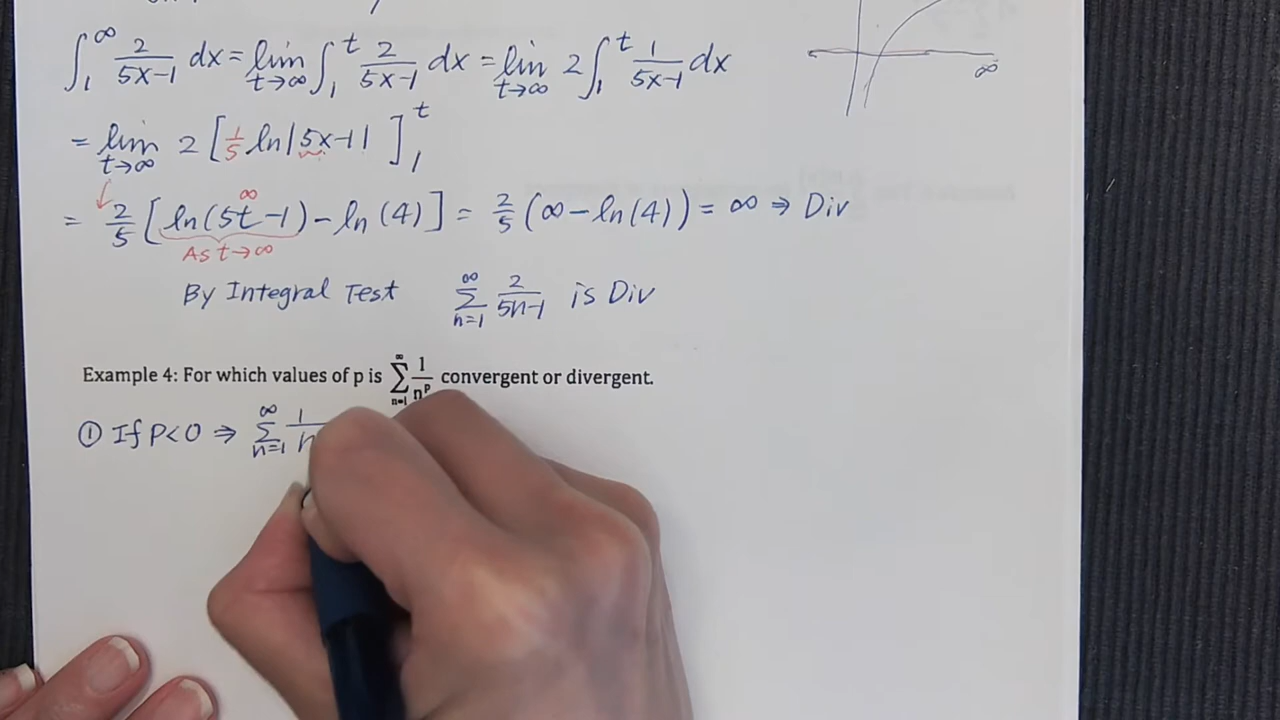 ∫₁^∞ 2/(5x-1) dx = lim t→∞ ∫₁^t 2/(5x-1) dx = lim t→∞ 2 ∫₁^t 1/(5x-1) dx
∞
= lim t→∞ 2 [ 1/5 ln|5x-1| ]₁^t
∞
= 2/5 [ ln(5t-1) - ln(4) ] = 2/5 (∞ - ln(4)) = ∞ ⇒ Div
As t→∞
By Integral Test ∑_{n=1}^∞ 2/(5n-1) is Div
Example 4: For which values of p is ∑_{n=1}^∞ 1/n^p convergent or divergent.
① If P<0 ⇒ ∑_{n=1}^∞ 1/n